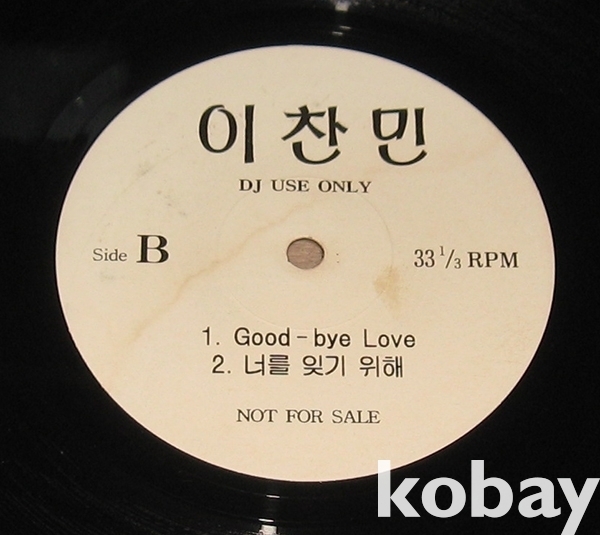 이찬민
DJ USE ONLY
Side B
33 1/3 RPM
1. Good-bye Love
2. 너를 잊기 위해
NOT FOR SALE
kobay